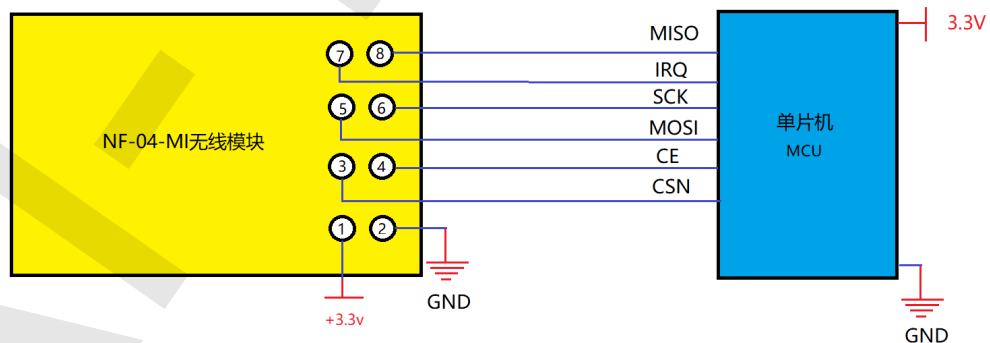 MISO
3.3V
7
8
IRQ
SCK
5
6
MOSI
单片机
NF-04-MI无线模块
MCU
CE
3
4
CSN
1
2
GND
+3.3v
GND